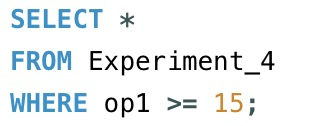 SELECT *
FROM Experiment_4
WHERE op1 >= 15;